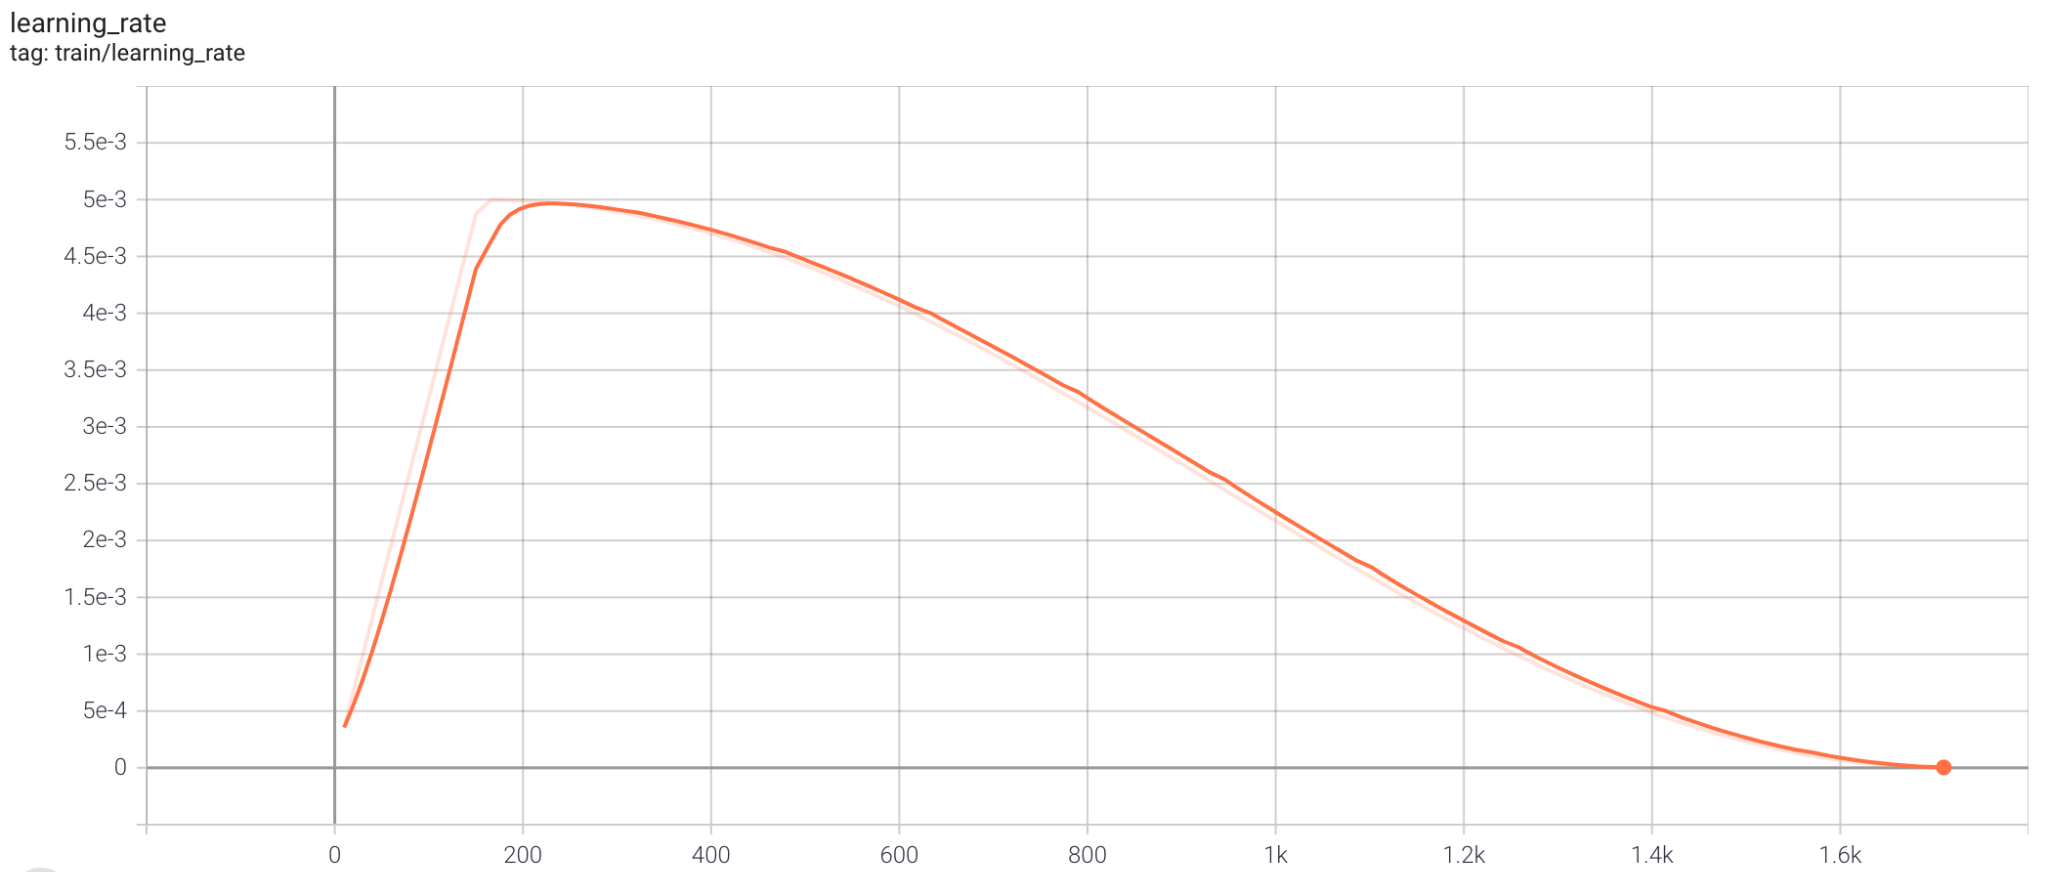 learning_rate
tag: train/learning_rate
5.5e-3
5e-3
4.5e-3
4e-3
3.5e-3
3e-3
2.5e-3
2e-3
1.5e-3
1e-3
5e-4
0
0 200 400 600 800 1k 1.2k 1.4k 1.6k